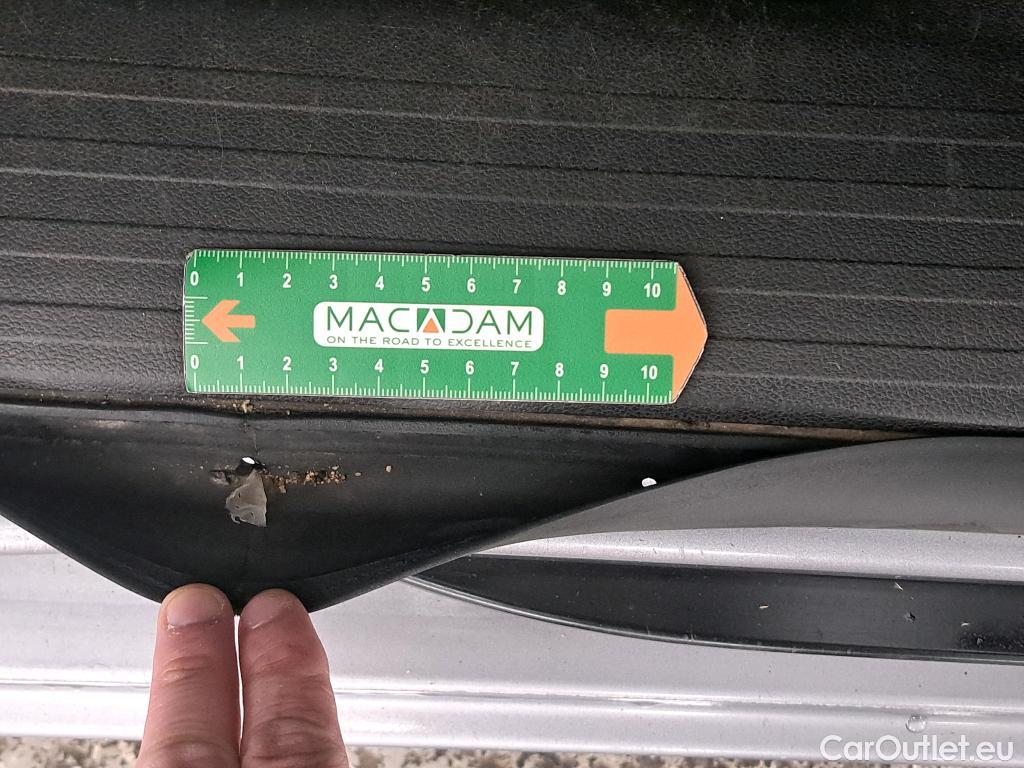 0 1 2 3 4 5 6 7 8 9 10
MACADAM
ON THE ROAD TO EXCELLENCE
0 1 2 3 4 5 6 7 8 9 10
CarOutlet.eu